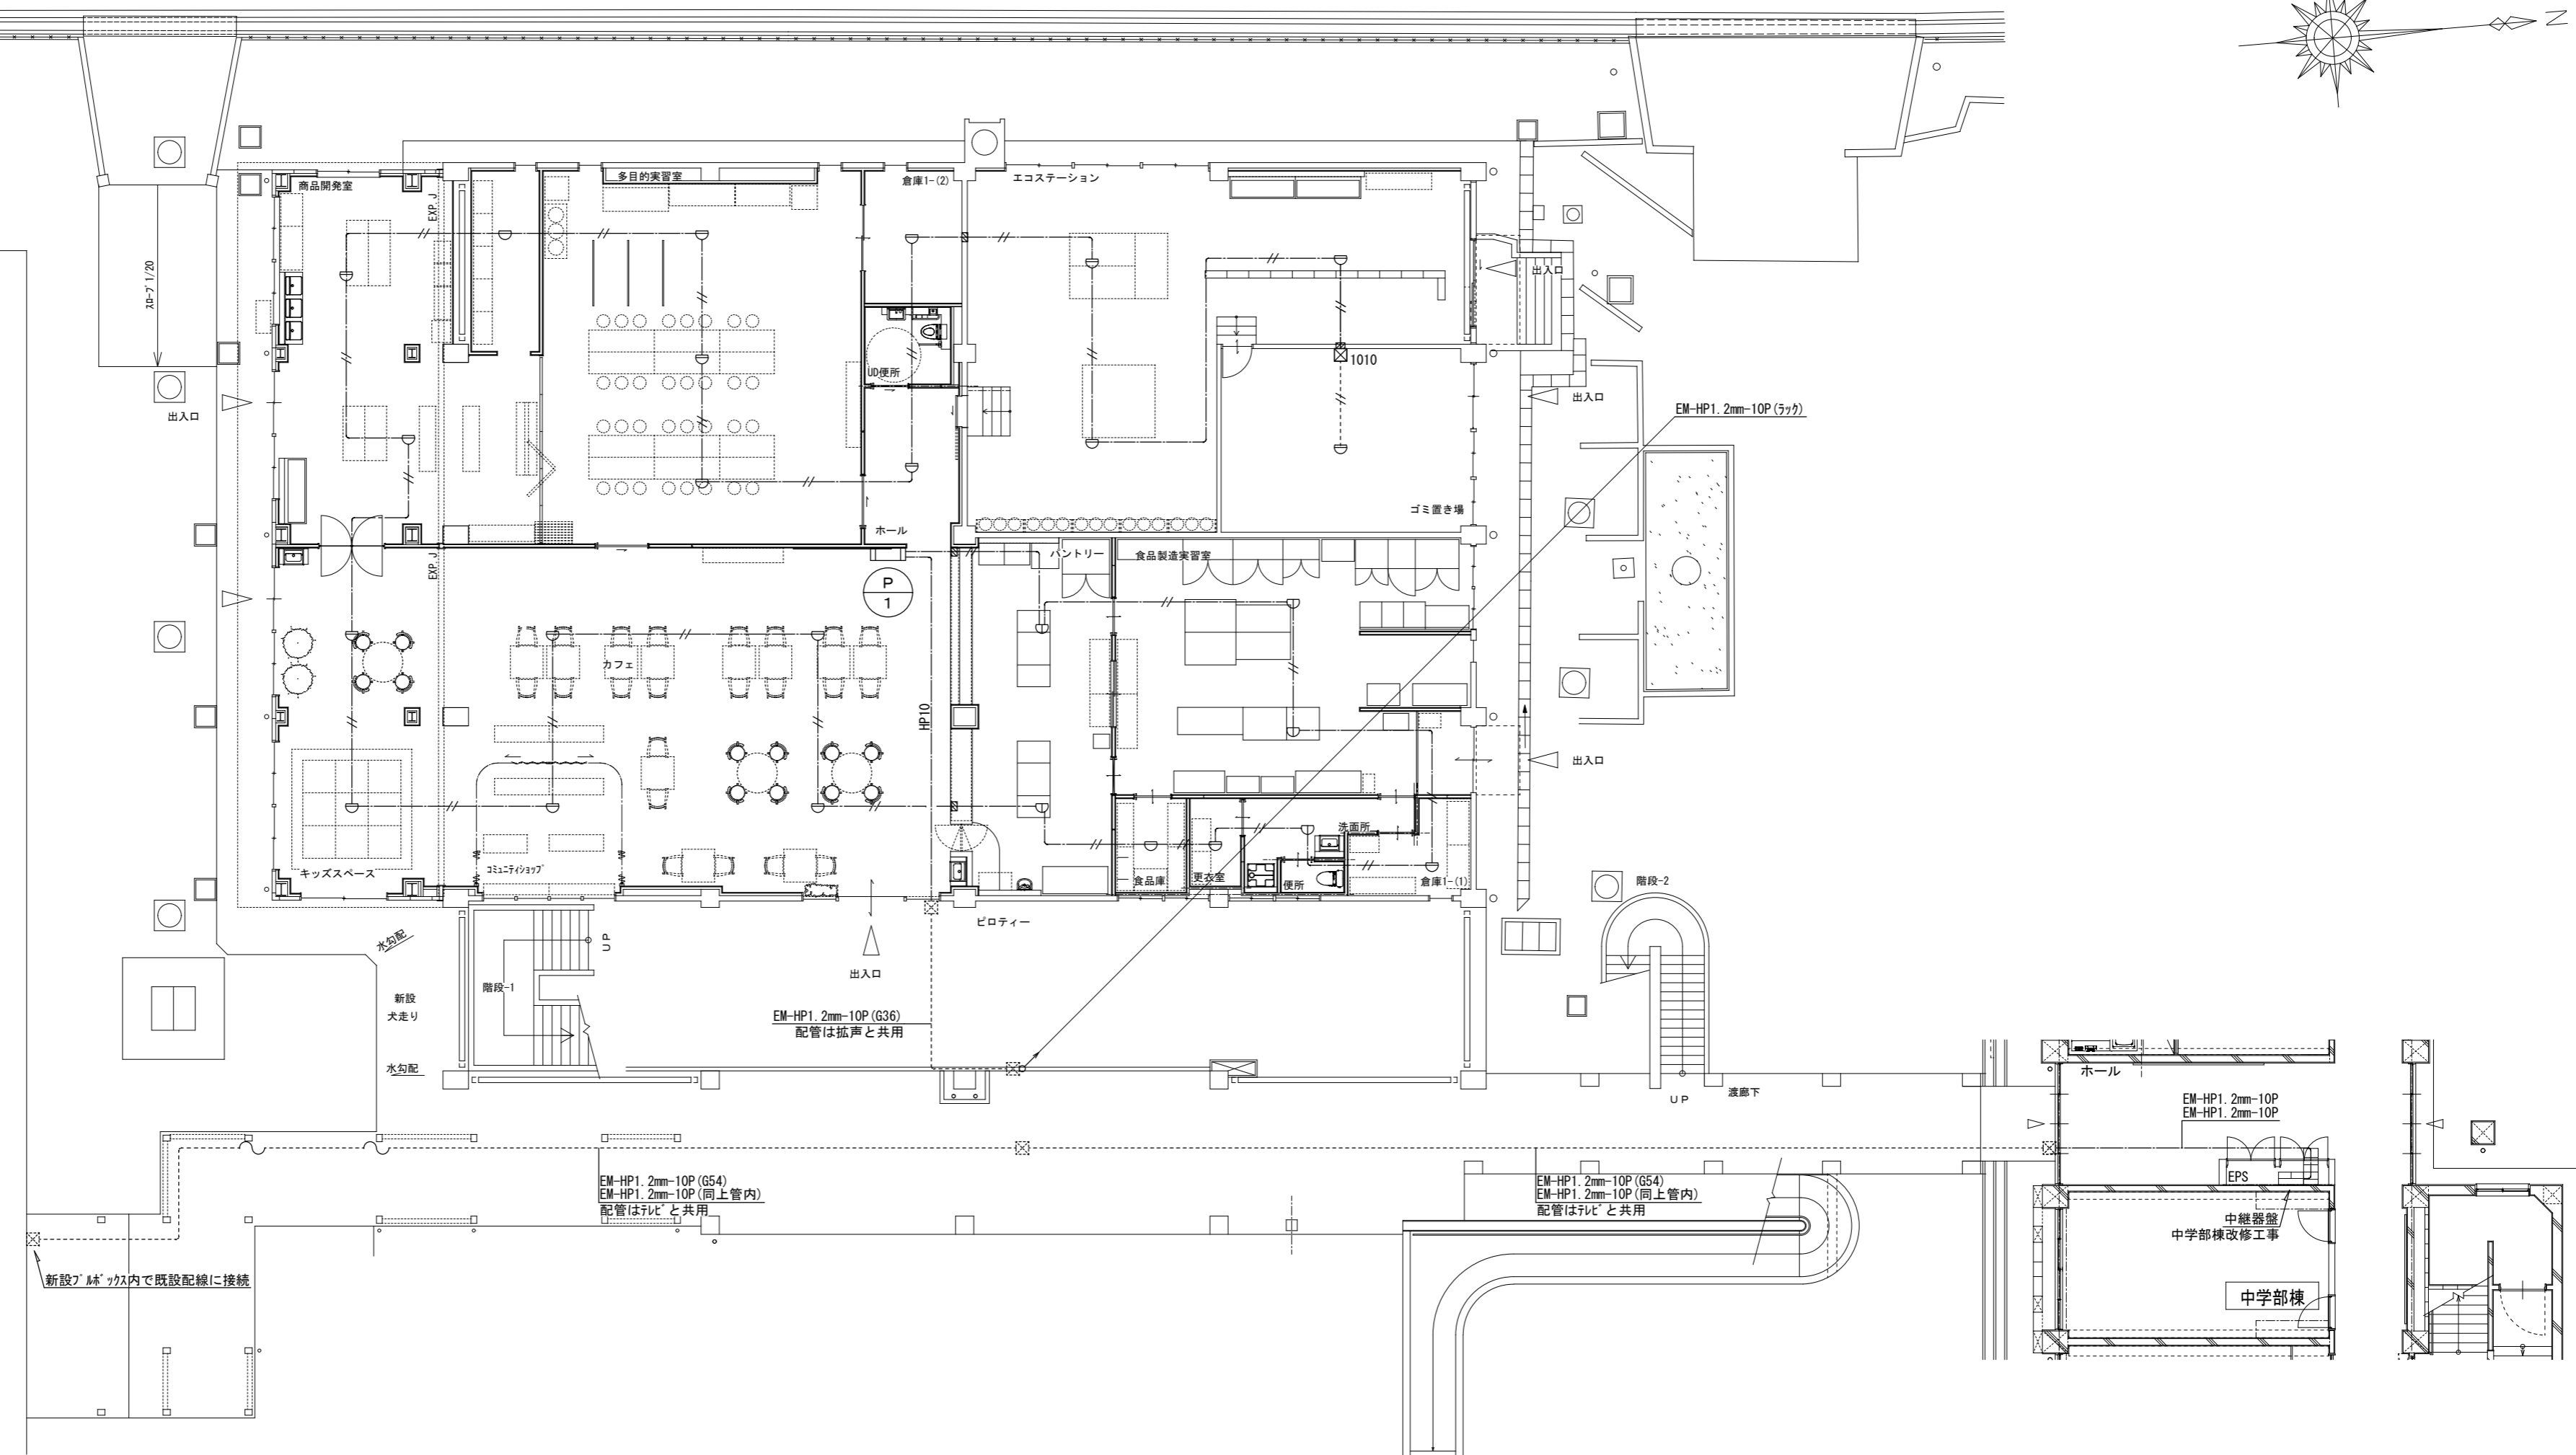 N
商品開発室
EXP. J
多目的実習室
倉庫1-(2)
エコステーション
スロープ 1/20
出入口
出入口
UD便所
1010
出入口
EM-HP1. 2mm-10P(ラック)
ホール
ゴミ置き場
EXP. J
P
1
パントリー
食品製造実習室
カフェ
HP10
出入口
キッズスペース
コミュニティショップ
洗面所
食品庫
更衣室
便所
倉庫1-(1)
階段-2
ピロティー
水勾配
UP
出入口
階段-1
新設
犬走り
水勾配
EM-HP1. 2mm-10P(G36)
配管は拡声と共用
UP
渡廊下
ホール
EM-HP1. 2mm-10P
EM-HP1. 2mm-10P
EPS
EM-HP1. 2mm-10P(G54)
EM-HP1. 2mm-10P(同上管内)
配管はテレビと共用
EM-HP1. 2mm-10P(G54)
EM-HP1. 2mm-10P(同上管内)
配管はテレビと共用
中継器盤
中学部棟改修工事
新設プルボックス内で既設配線に接続
中学部棟